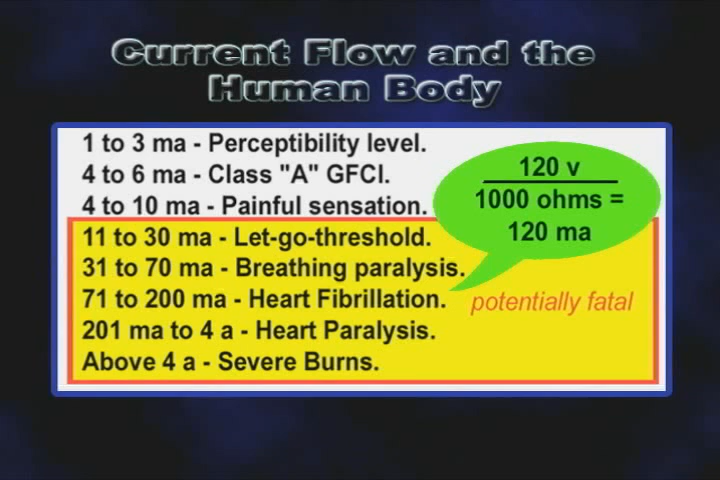 Current Flow and the
Human Body
1 to 3 ma - Perceptibility level.
4 to 6 ma - Class "A" GFCI.
4 to 10 ma - Painful sensation.
11 to 30 ma - Let-go-threshold.
31 to 70 ma - Breathing paralysis.
71 to 200 ma - Heart Fibrillation.
201 ma to 4 a - Heart Paralysis.
Above 4 a - Severe Burns.
120 v
1000 ohms =
120 ma
potentially fatal